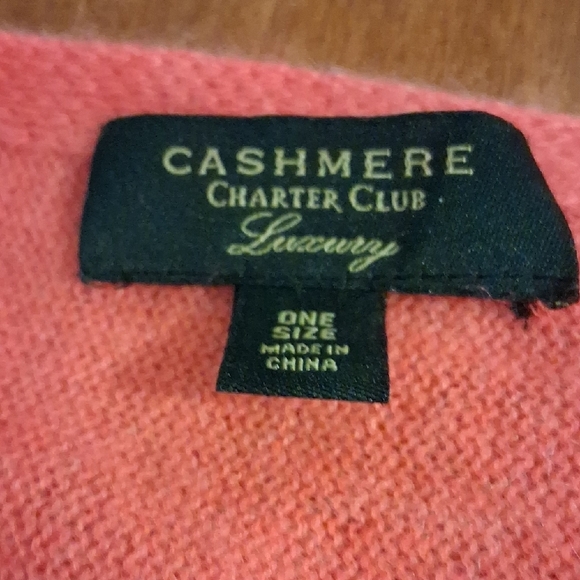 CASHMERE
CHARTER CLUB
Luxury
ONE
SIZE
MADE IN
CHINA